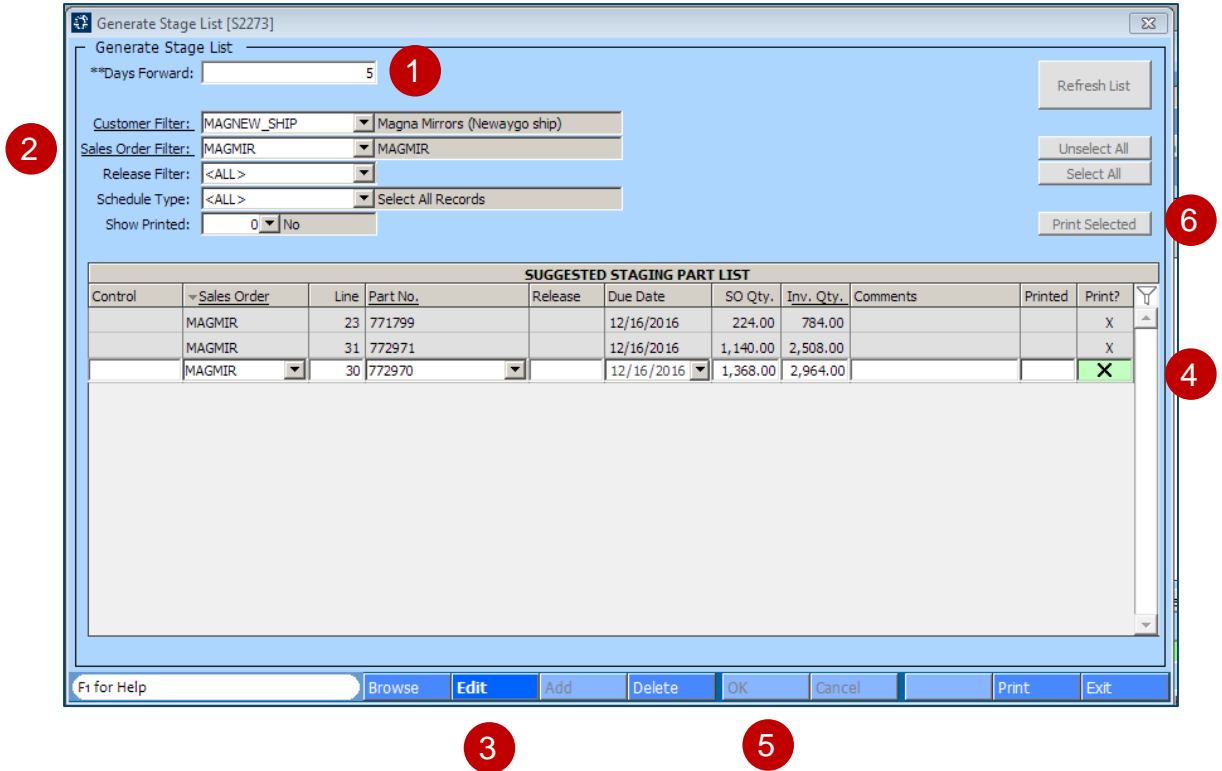 Generate Stage List [S2273]
Generate Stage List
**Days Forward: 5 1
Refresh List
Customer Filter: MAGNEW_SHIP Magna Mirrors (Newaygo ship)
2 Sales Order Filter: MAGMIR MAGMIR Unselect All
Release Filter: <ALL> Select All
Schedule Type: <ALL> Select All Records
Show Printed: 0 No Print Selected 6
SUGGESTED STAGING PART LIST
Control Sales Order Line Part No. Release Due Date SO Qty. Inv. Qty. Comments Printed Print?
MAGMIR 23 771799 12/16/2016 224.00 784.00 X
MAGMIR 31 772971 12/16/2016 1,140.00 2,508.00 X
MAGMIR 30 772970 12/16/2016 1,368.00 2,964.00 X 4
F1 for Help Browse Edit Add Delete OK Cancel Print Exit
3 5